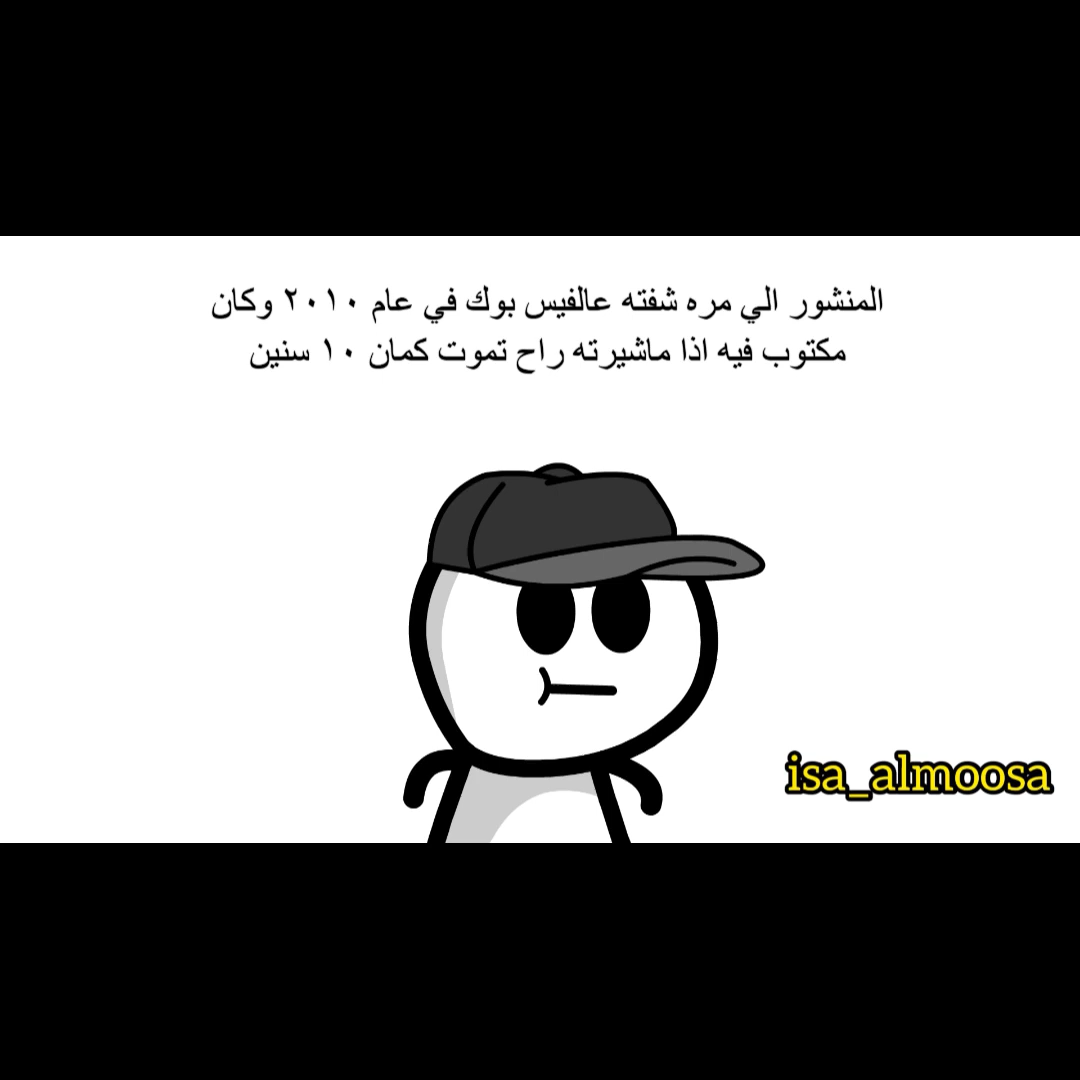 المنشور الي مره شفته عالفيس بوك في عام ٢٠١٠ وكان
مكتوب فيه اذا ماشيرته راح تموت كمان ١٠ سنين
isa_almoosa